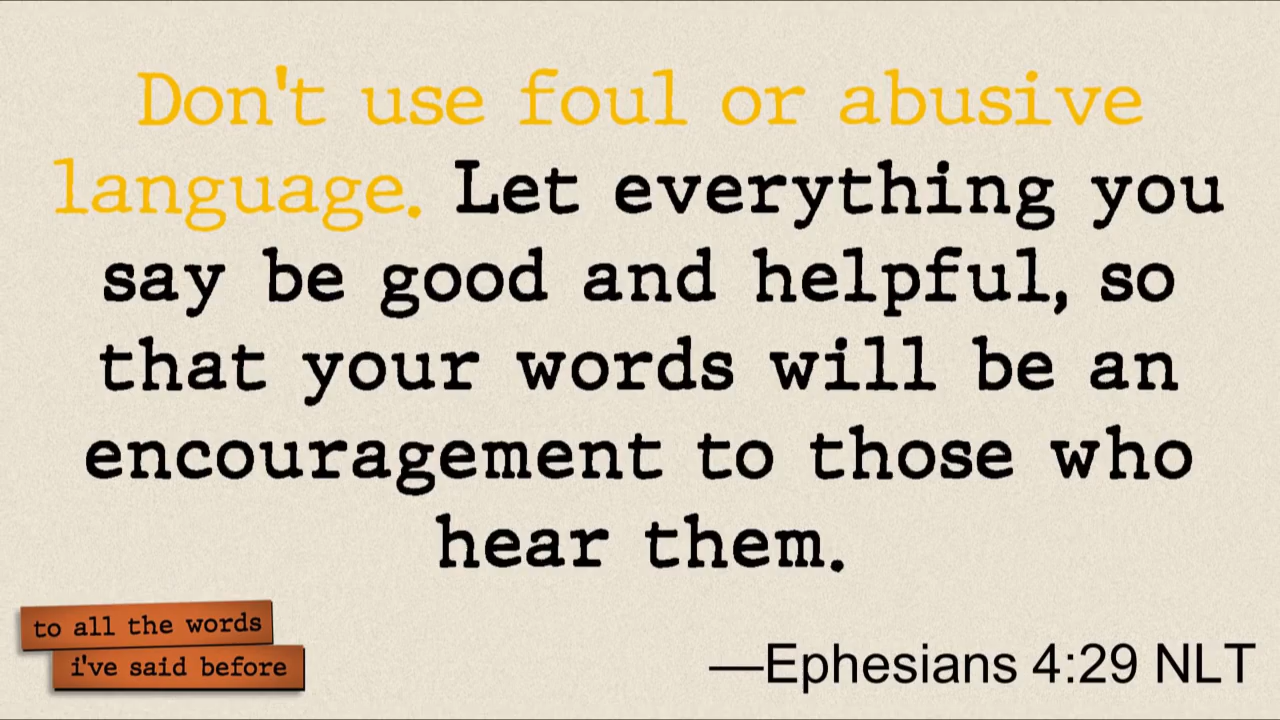 Don't use foul or abusive
language. Let everything you
say be good and helpful, so
that your words will be an
encouragement to those who
hear them.
to all the words
i've said before
—Ephesians 4:29 NLT